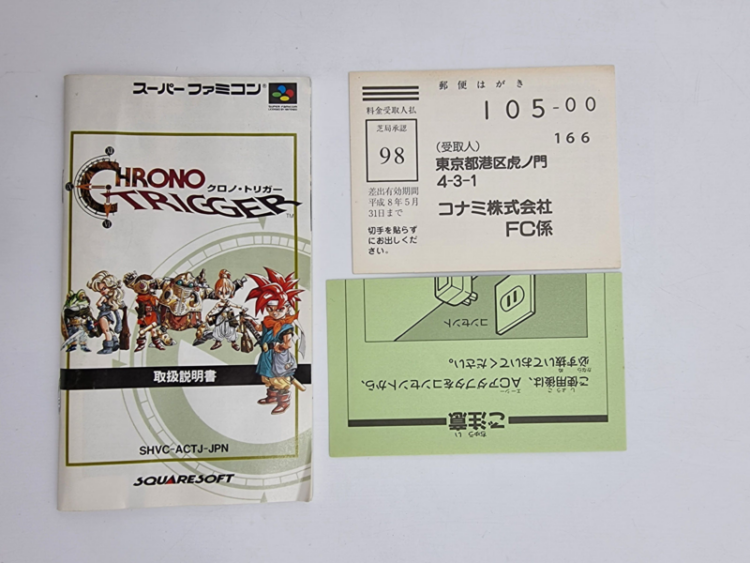 スーパーファミコン
CHRONO
クロノ・トリガー
TRIGGER
TM
取扱説明書
SHVC-ACTJ-JPN
SQUARESOFT
郵便はがき
料金受取人払
芝局承認
98
差出有効期間
平成8年5月
31日まで
切手を貼らず
にお出しくだ
さい。
105-00
166
(受取人)
東京都港区虎ノ門
4-3-1
コナミ株式会社
FC係
ご注意
ちゅうい
ご使用後は、ACアダプタをコンセントから、
必ず抜いておいてください。
コンセント